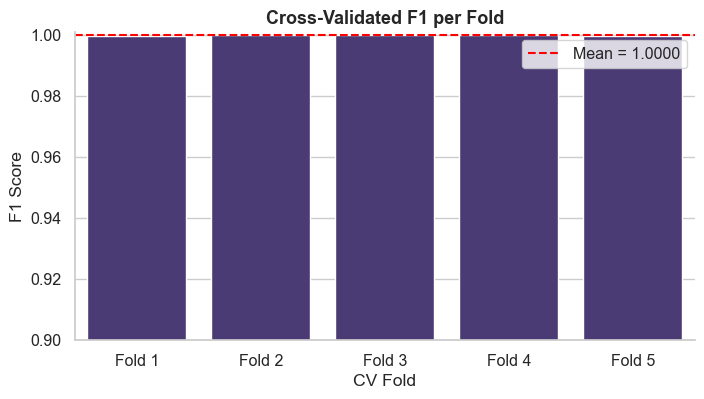 Cross-Validated F1 per Fold
1.00
0.98
0.96
0.94
0.92
0.90
F1 Score
Mean = 1.0000
Fold 1
Fold 2
Fold 3
Fold 4
Fold 5
CV Fold